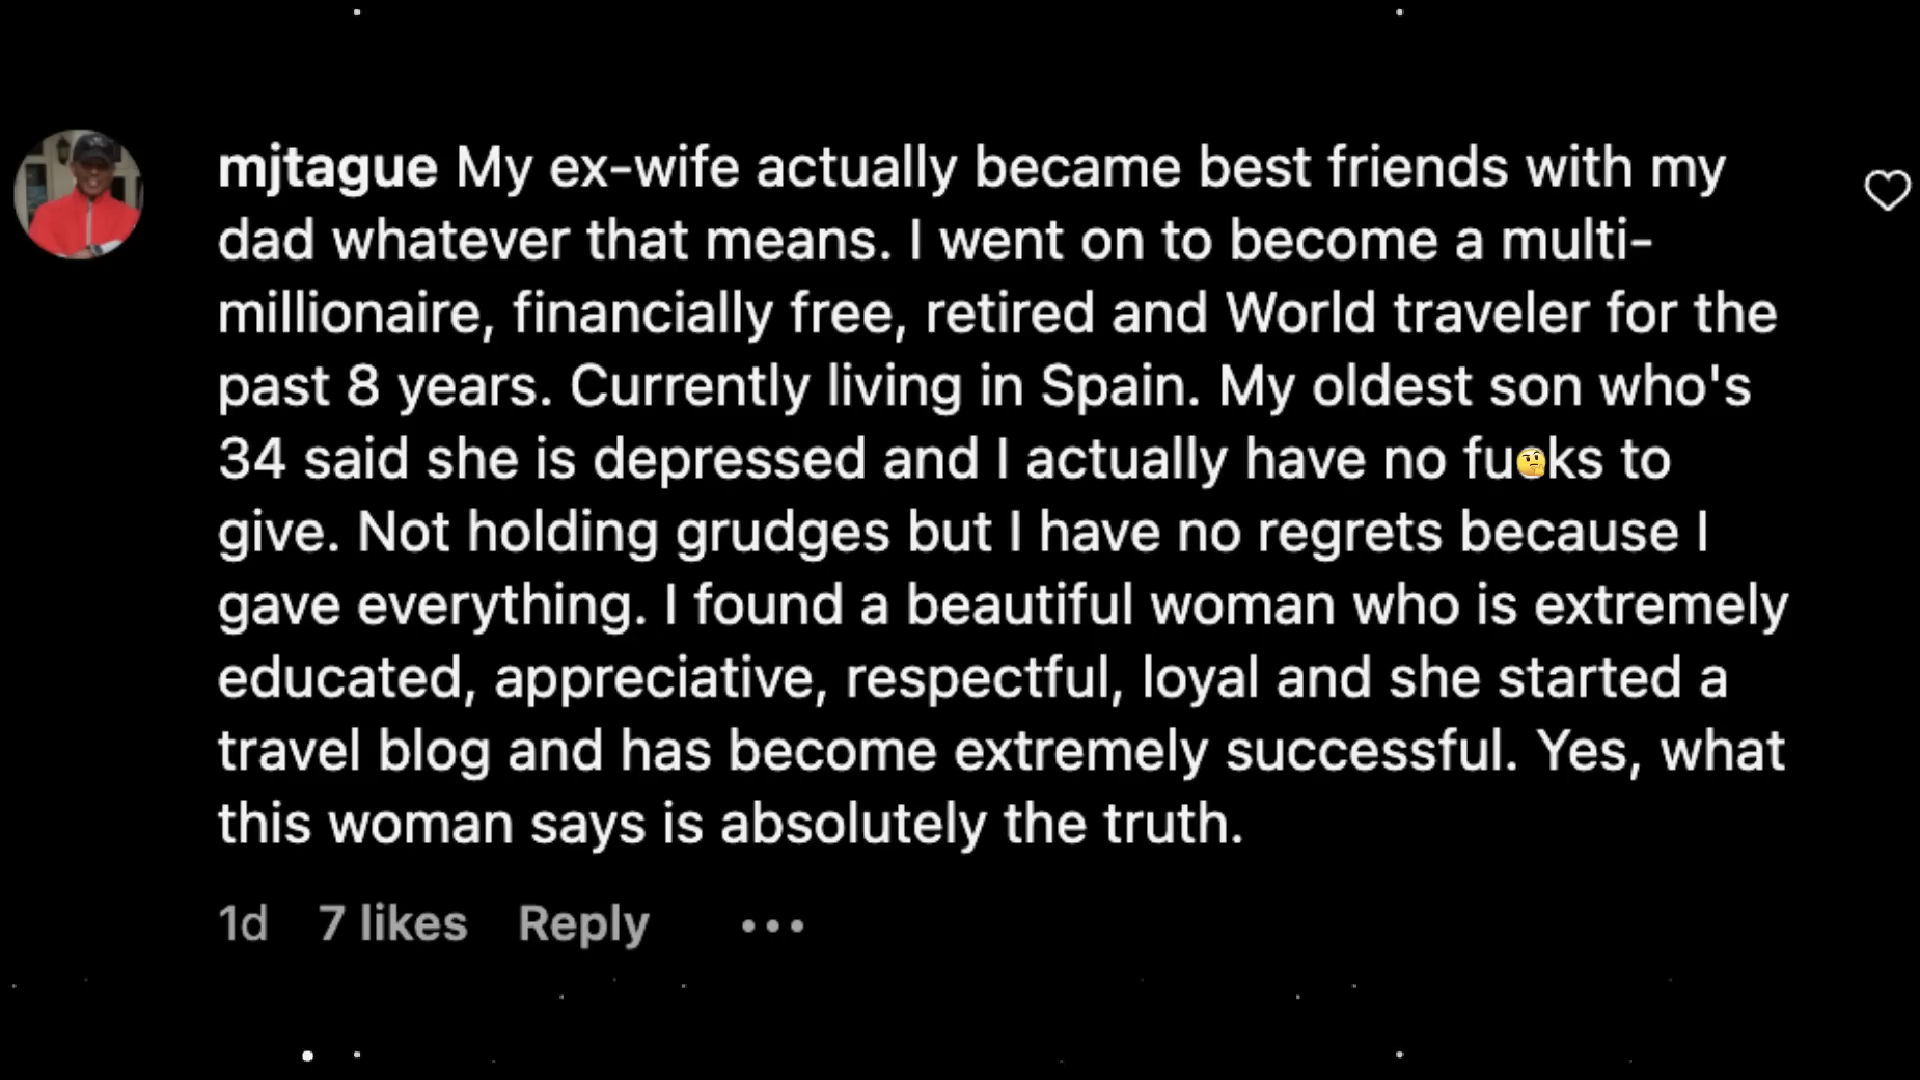 mjtague My ex-wife actually became best friends with my
dad whatever that means. I went on to become a multi-
millionaire, financially free, retired and World traveler for the
past 8 years. Currently living in Spain. My oldest son who's
34 said she is depressed and I actually have no fu🤔ks to
give. Not holding grudges but I have no regrets because I
gave everything. I found a beautiful woman who is extremely
educated, appreciative, respectful, loyal and she started a
travel blog and has become extremely successful. Yes, what
this woman says is absolutely the truth.
1d 7 likes Reply ...